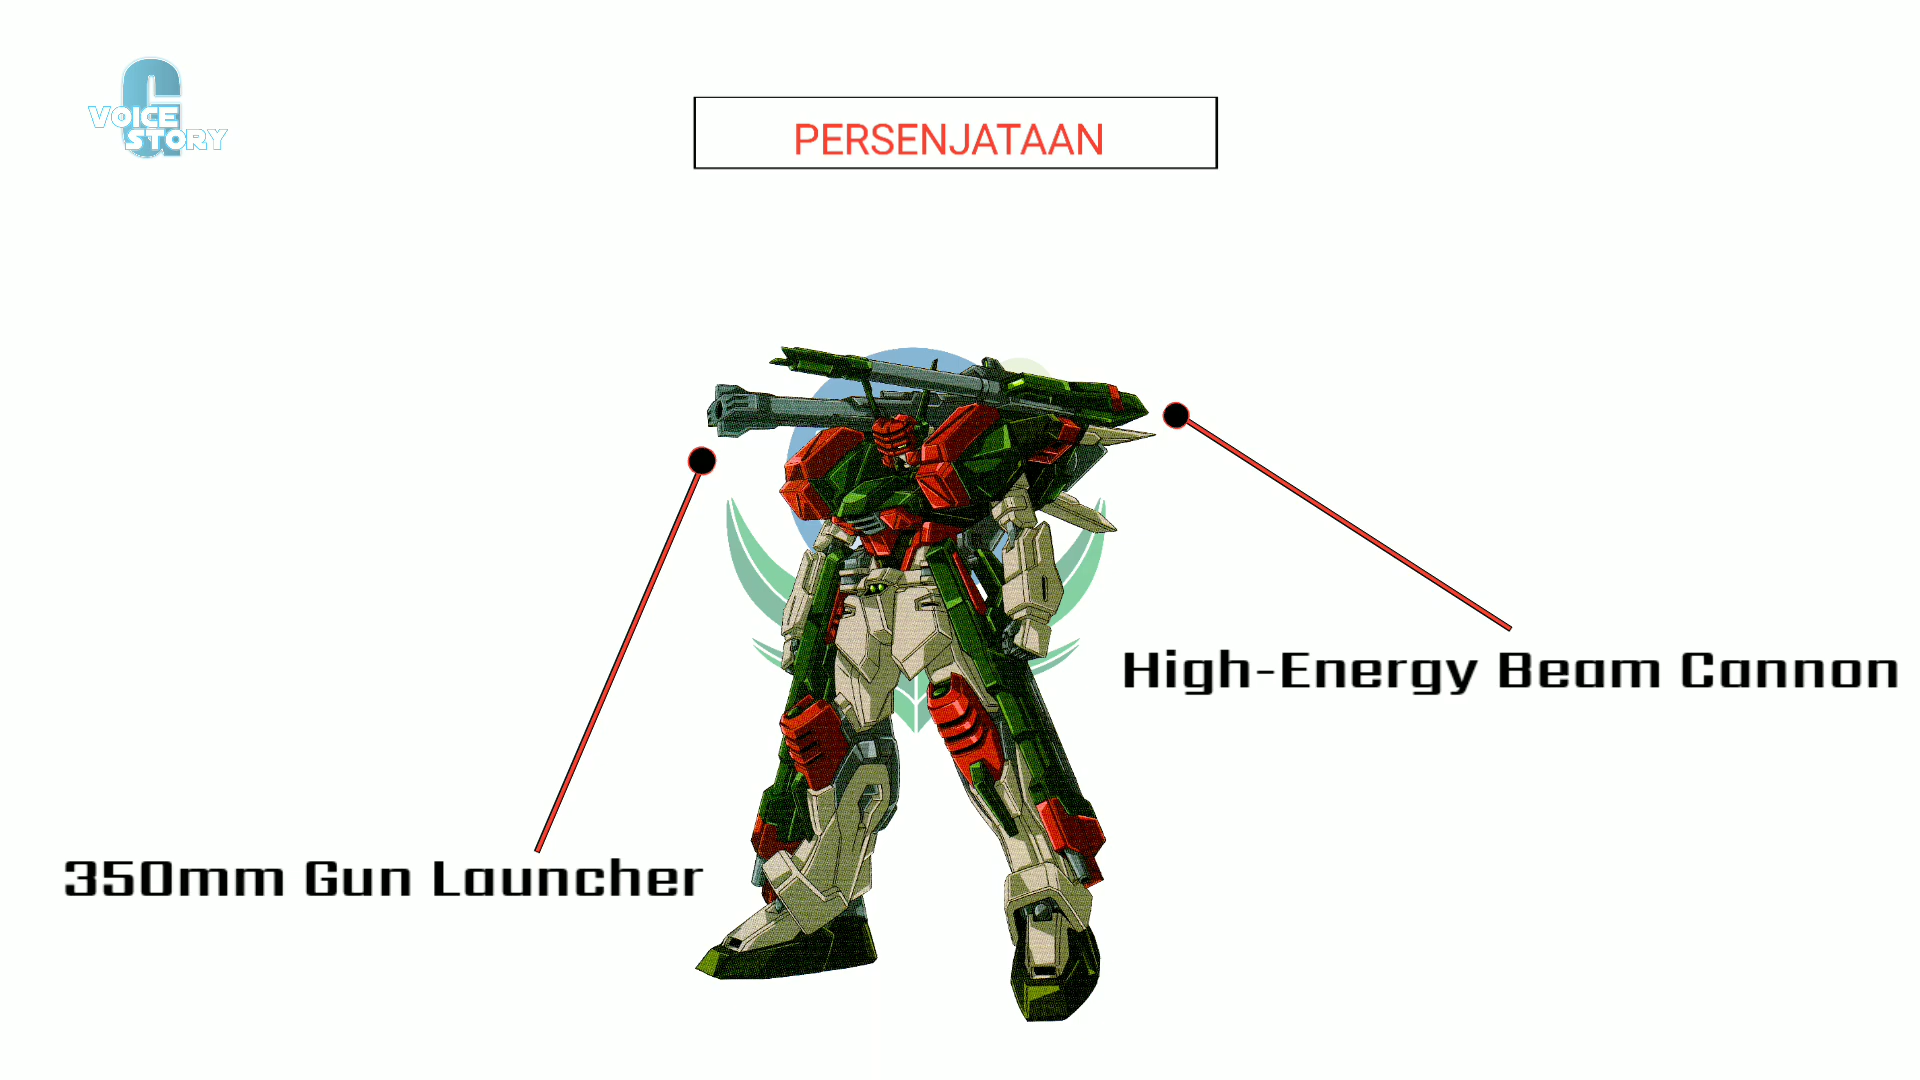 G
VOICE
STORY
PERSENJATAAN
High-Energy Beam Cannon
350mm Gun Launcher